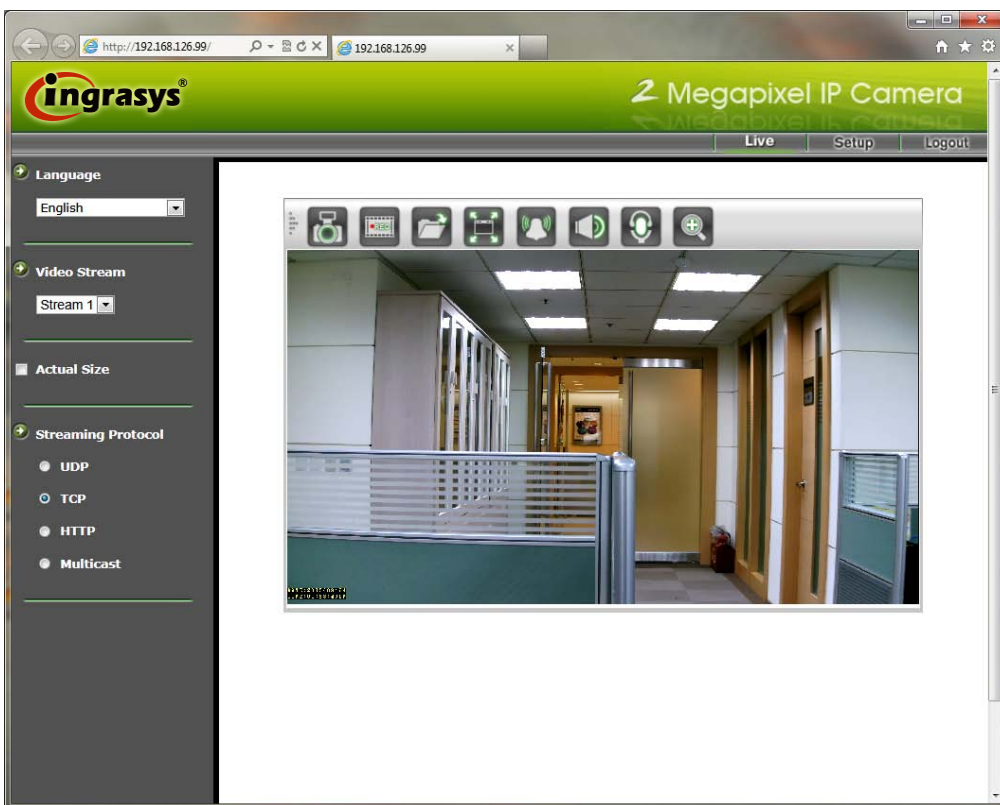 http://192.168.126.99/
192.168.126.99
ingrasys®
2 Megapixel IP Camera
Live
Setup
Logout
Language
English
Video Stream
Stream 1
Actual Size
Streaming Protocol
UDP
TCP
HTTP
Multicast
REC